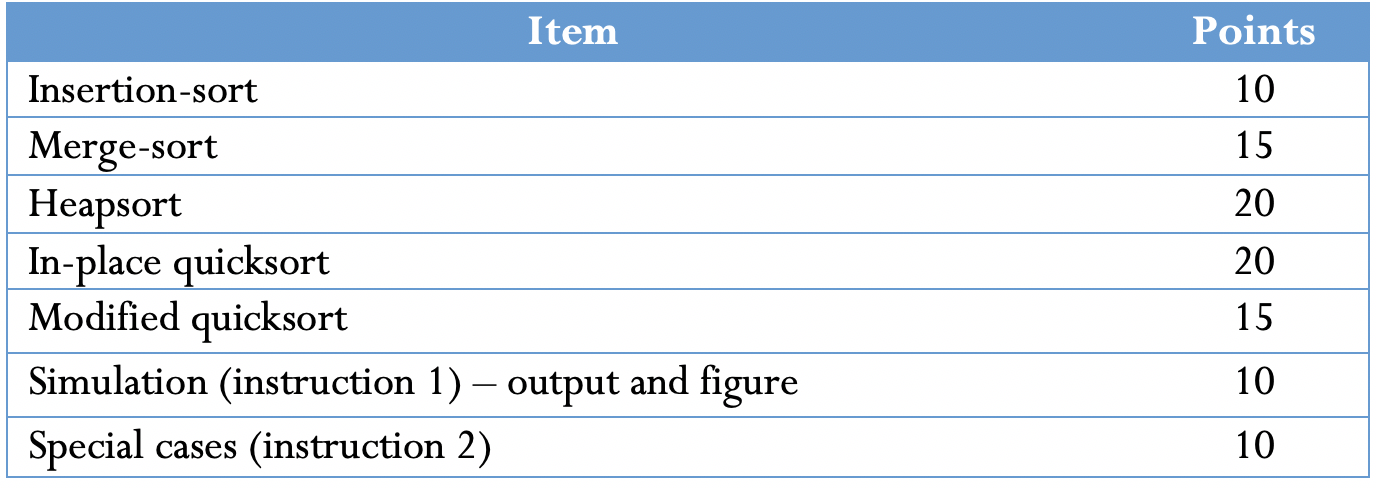 Item Points
Insertion-sort 10
Merge-sort 15
Heapsort 20
In-place quicksort 20
Modified quicksort 15
Simulation (instruction 1) – output and figure 10
Special cases (instruction 2) 10